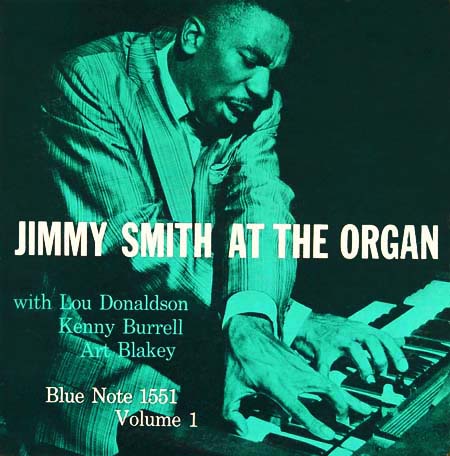 JIMMY SMITH AT THE ORGAN
with Lou Donaldson
Kenny Burrell
Art Blakey
Blue Note 1551
Volume 1